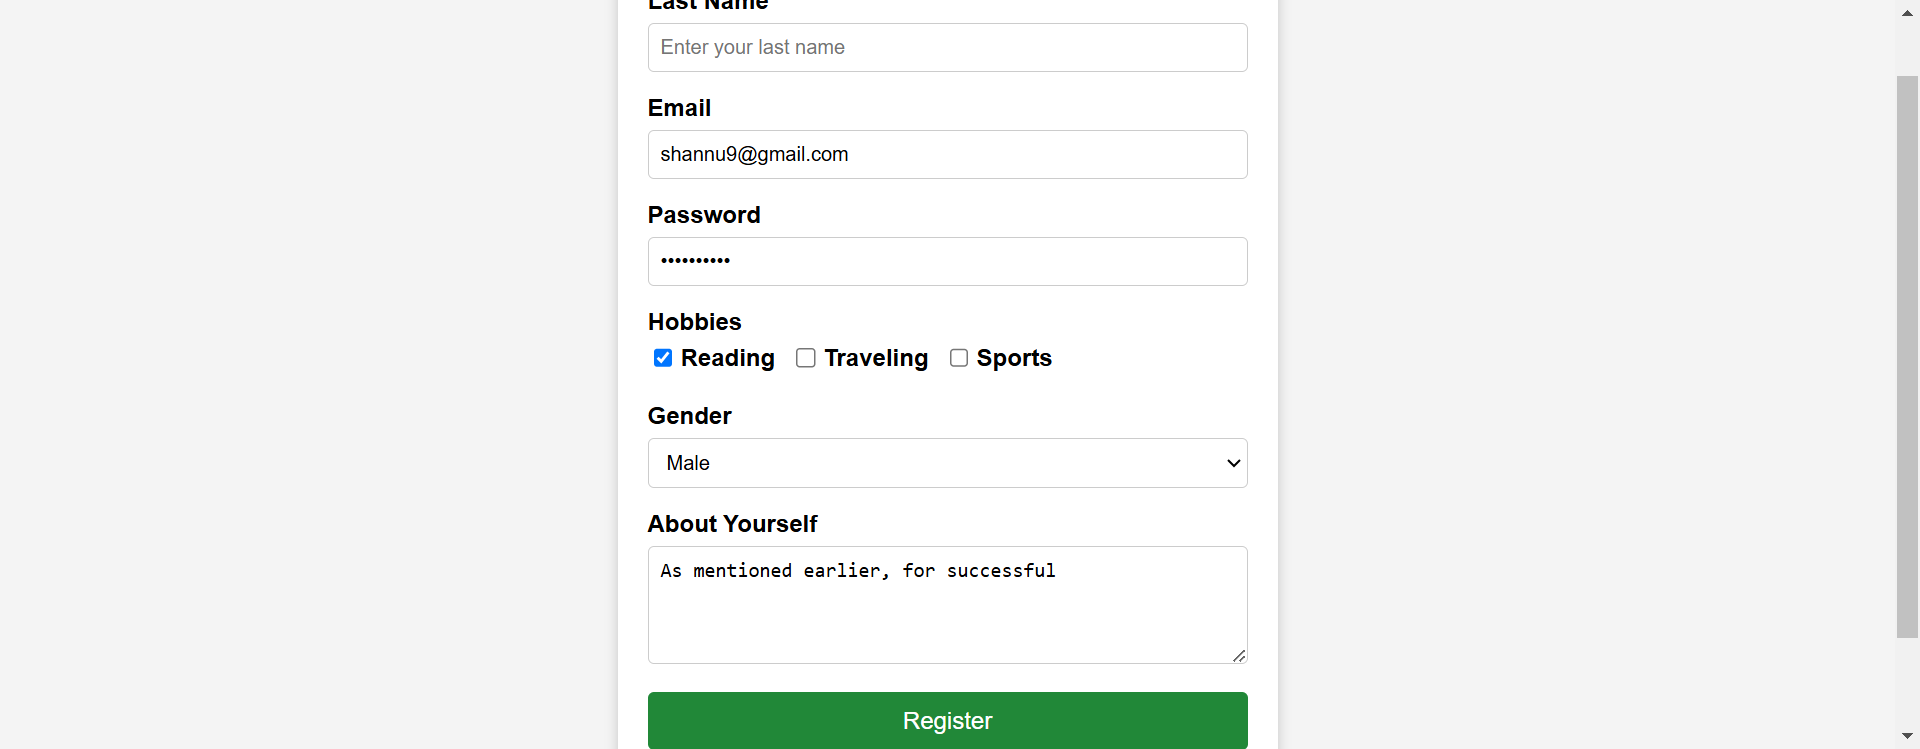 Last Name
Enter your last name
Email
shannu9@gmail.com
Password
••••••••••
Hobbies
Reading Traveling Sports
Gender
Male
About Yourself
As mentioned earlier, for successful
Register